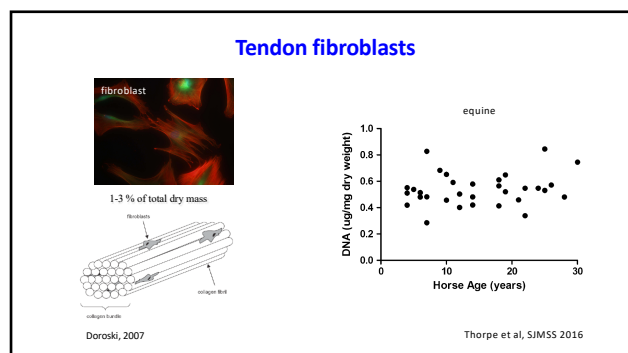 Tendon fibroblasts
fibroblast
1-3 % of total dry mass
fibroblasts
collagen fibril
collagen bundle
Doroski, 2007
equine
DNA (ug/mg dry weight)
1.0
0.8
0.6
0.4
0.2
0.0
0
10
20
30
Horse Age (years)
Thorpe et al, SJMSS 2016